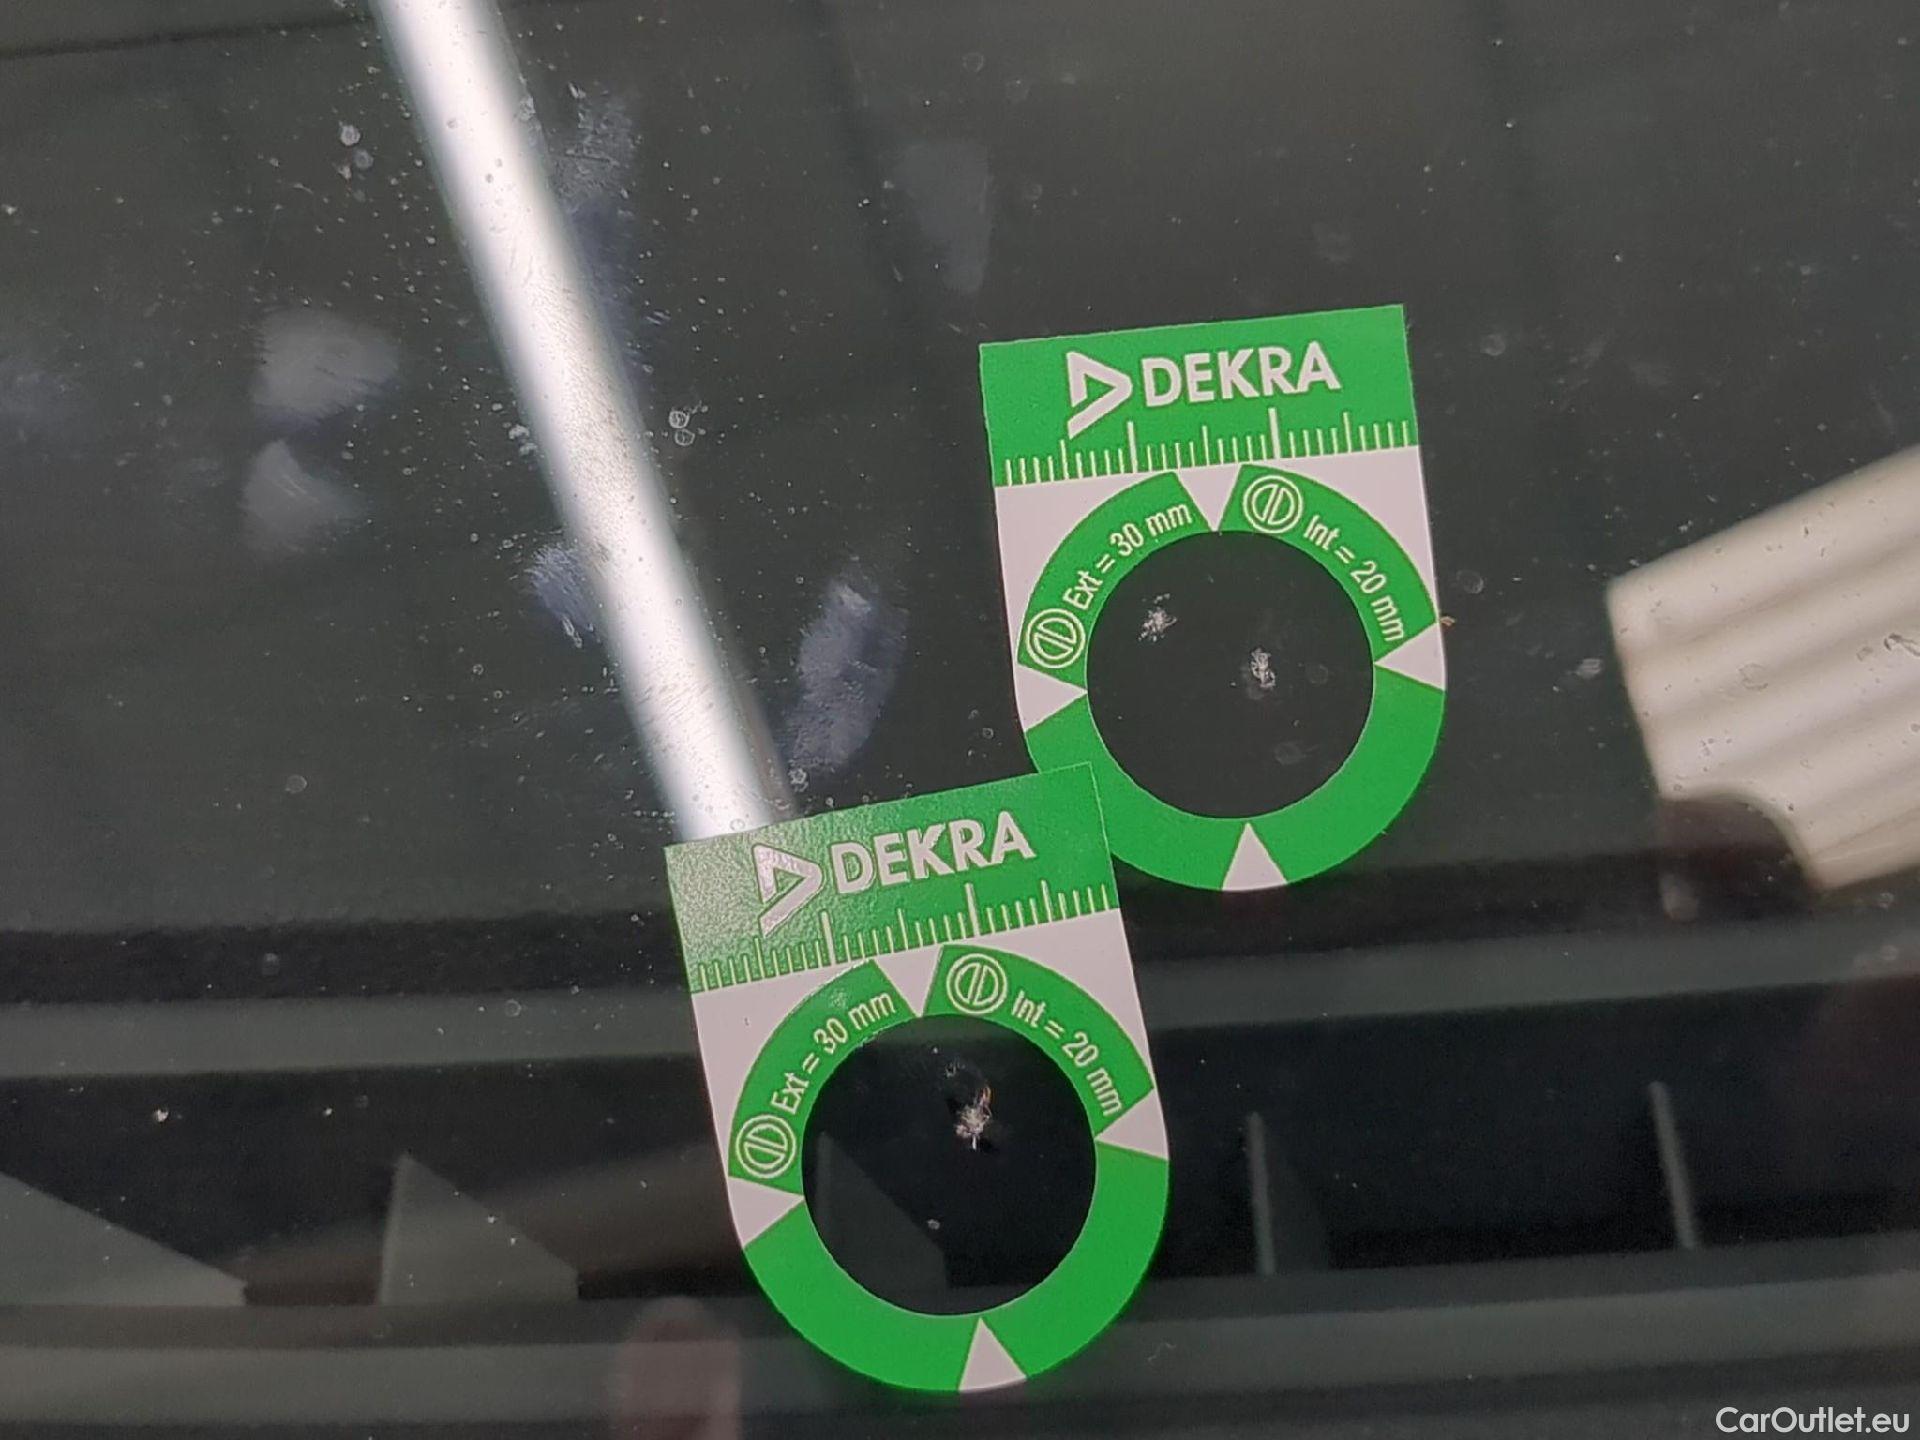 DEKRA
Ext = 30 mm
Int = 20 mm
DEKRA
Ext = 30 mm
Int = 20 mm
CarOutlet.eu